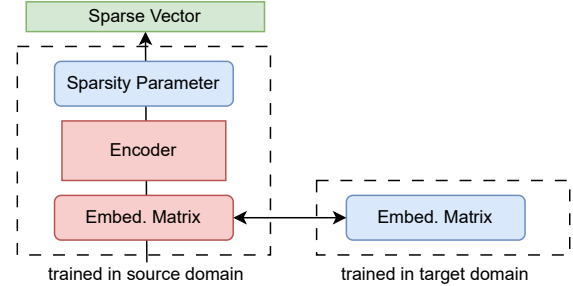 Sparse Vector
Sparsity Parameter
Encoder
Embed. Matrix
Embed. Matrix
trained in source domain
trained in target domain